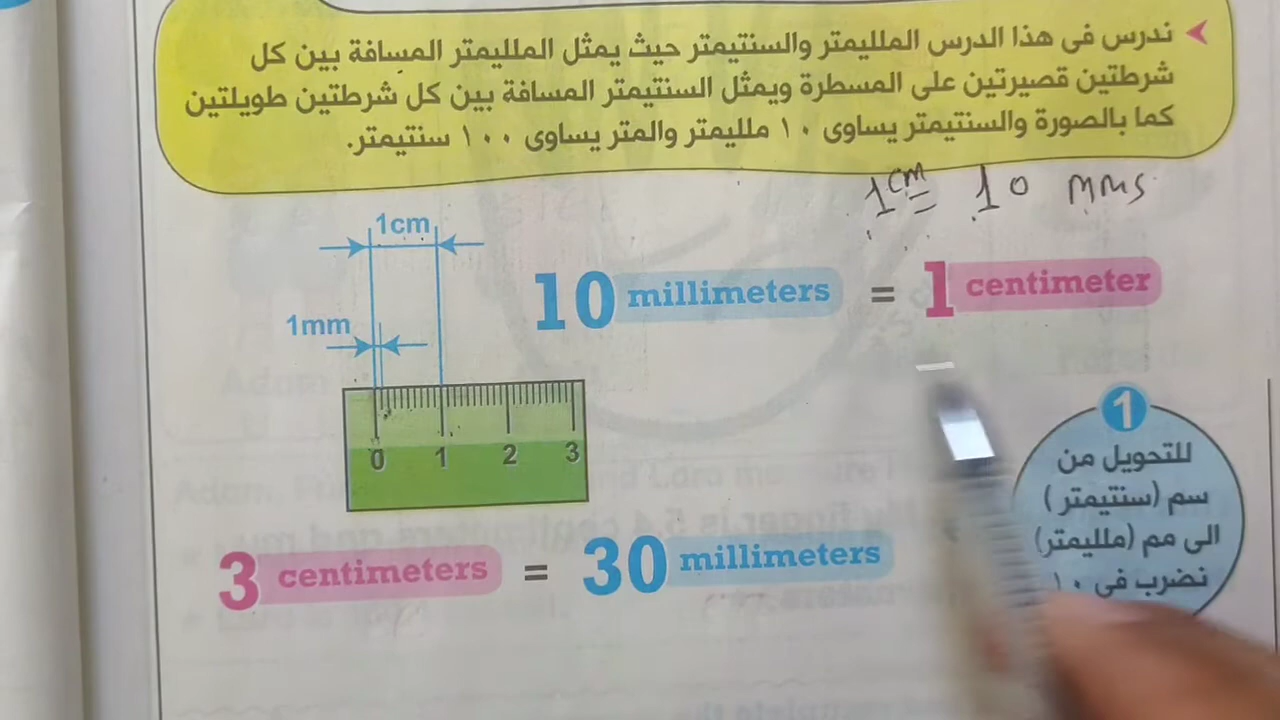 ندرس فى هذا الدرس الملليمتر والسنتيمتر حيث يمثل الملليمتر المسافة بين كل
شرطتين قصيرتين على المسطرة ويمثل السنتيمتر المسافة بين كل شرطتين طويلتين
كما بالصورة والسنتيمتر يساوى ١٠ ملليمتر والمتر يساوى ١٠٠ سنتيمتر.
1cm = 10 mms
1cm
10 millimeters = 1 centimeter
1mm
0 1 2 3
3 centimeters = 30 millimeters
1
للتحويل من
سم (سنتيمتر)
الى مم (ملليمتر)
نضرب فى ١٠